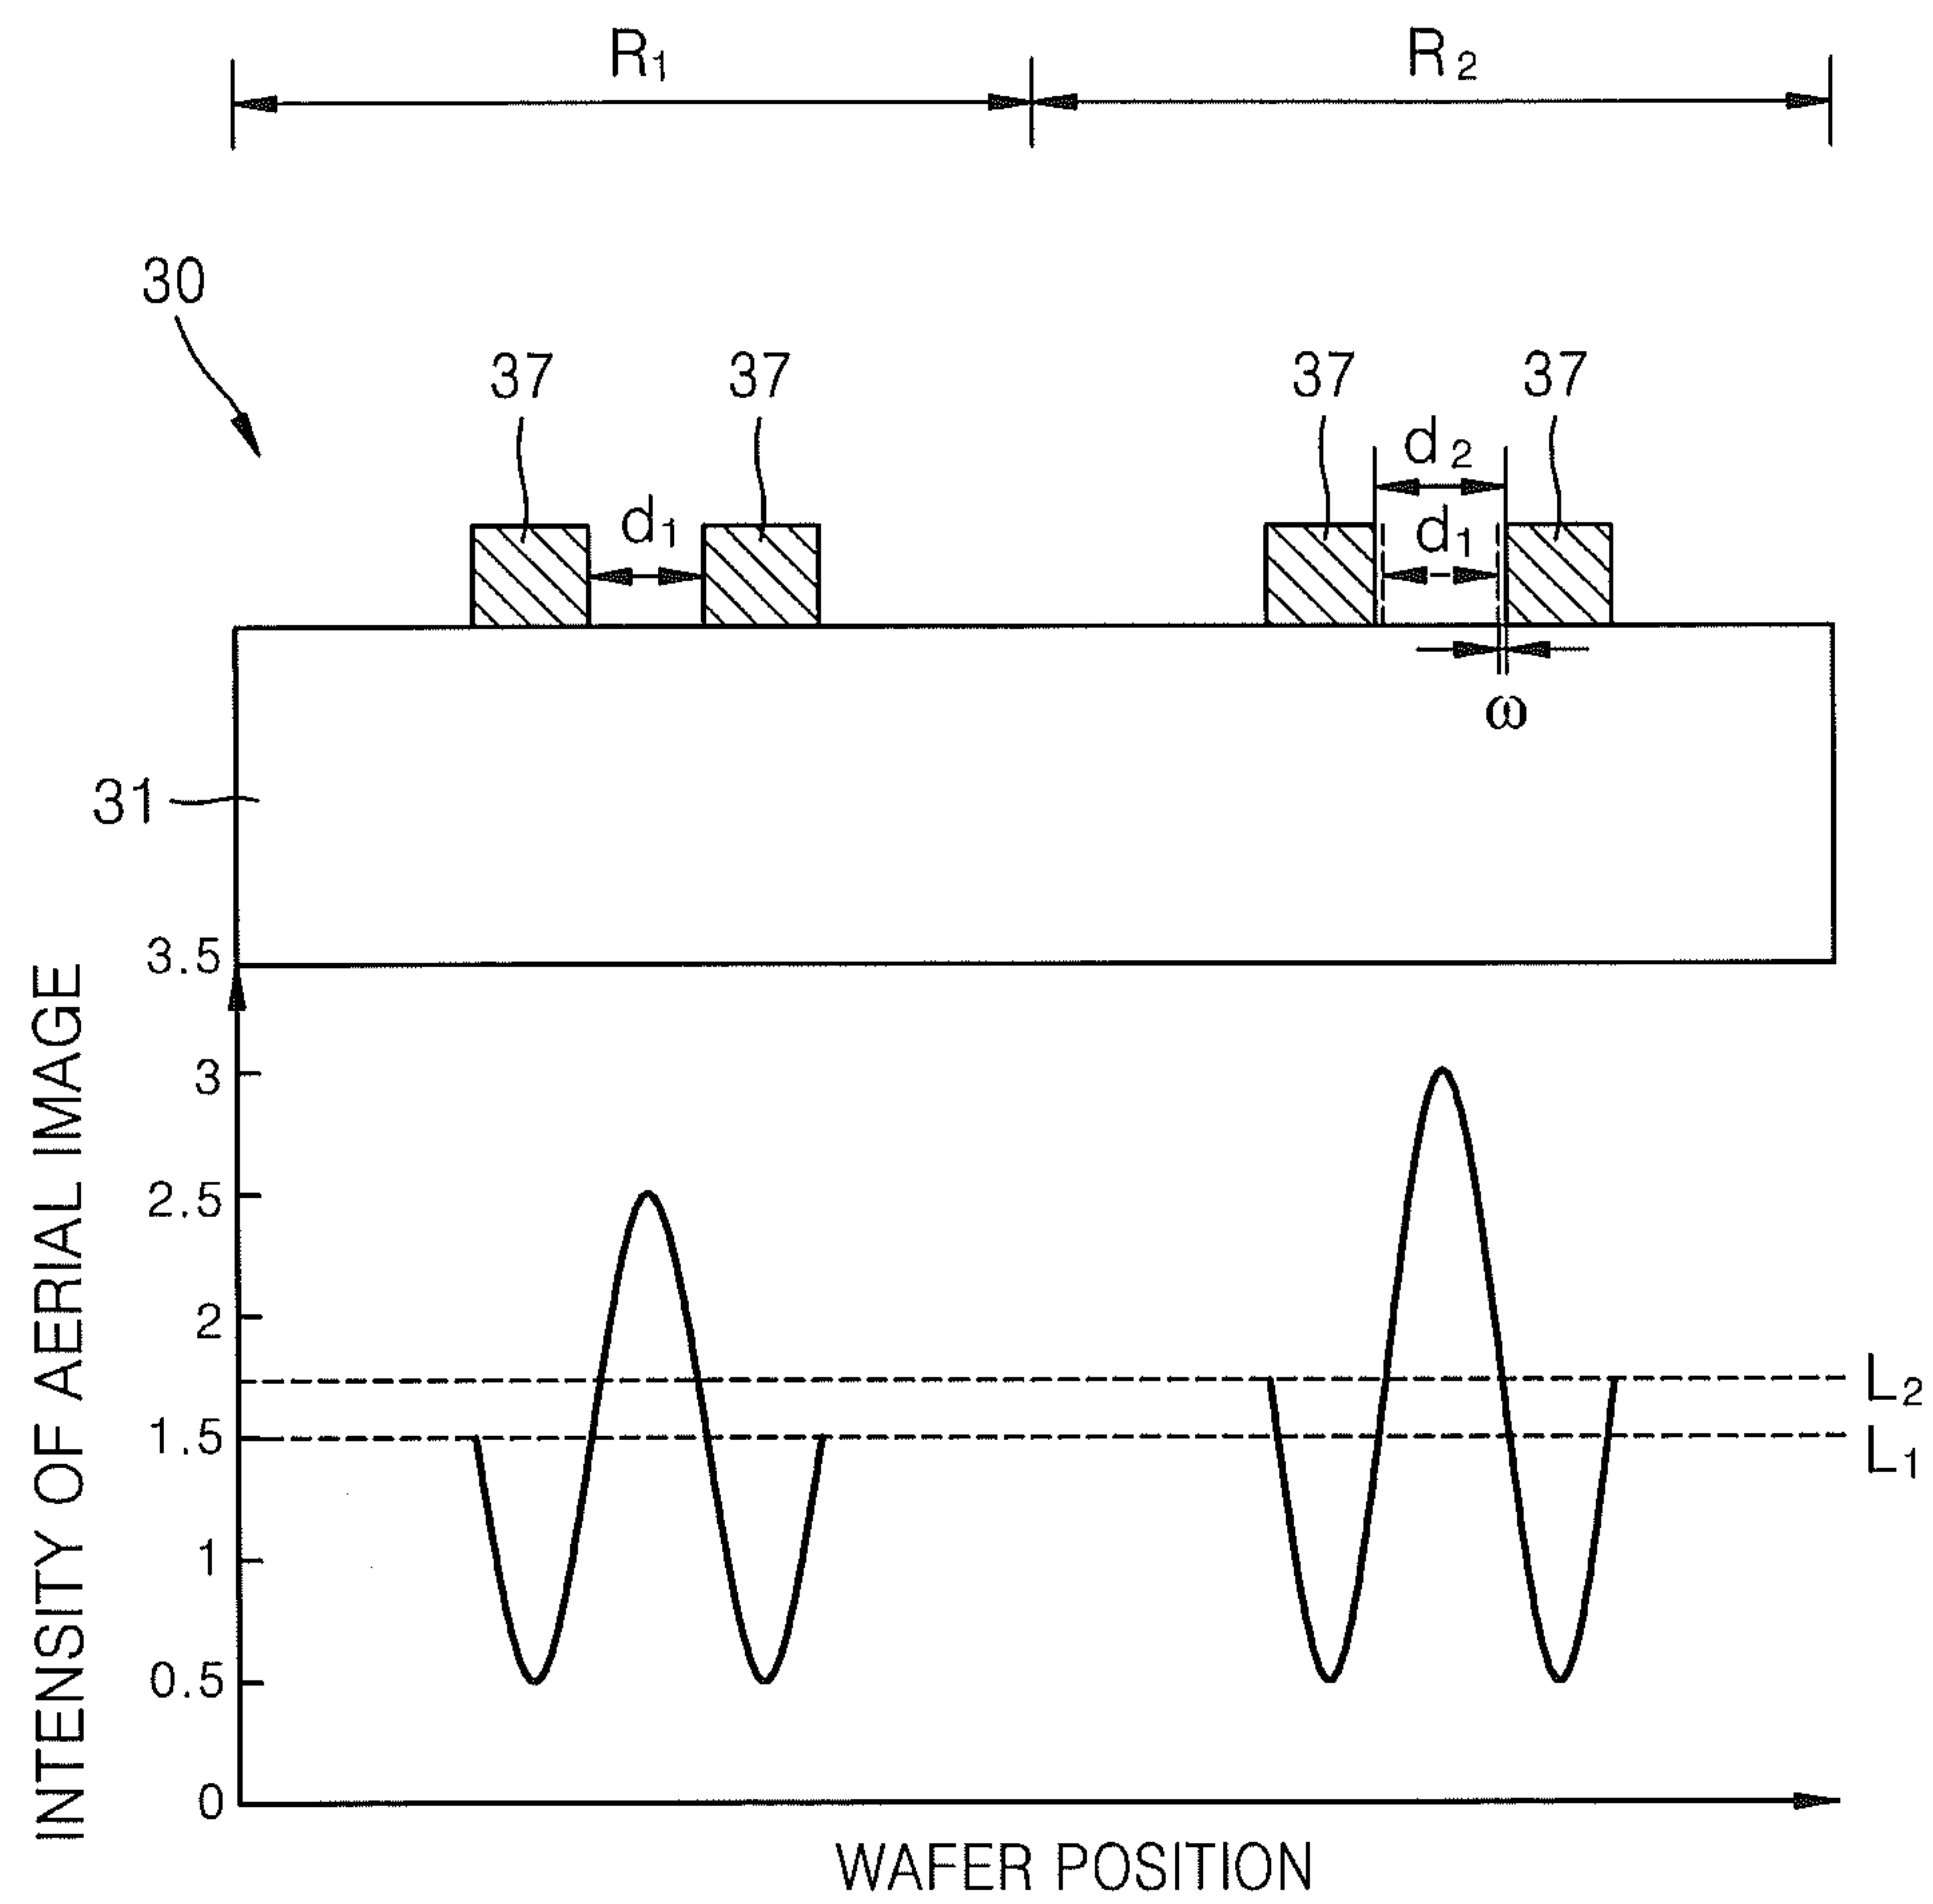 R1 R2
30
37 37 37 37
d2
d1 d1
ω
31
3.5
3
2.5
2
L2
1.5 L1
1
0.5
0
INTENSITY OF AERIAL IMAGE
WAFER POSITION